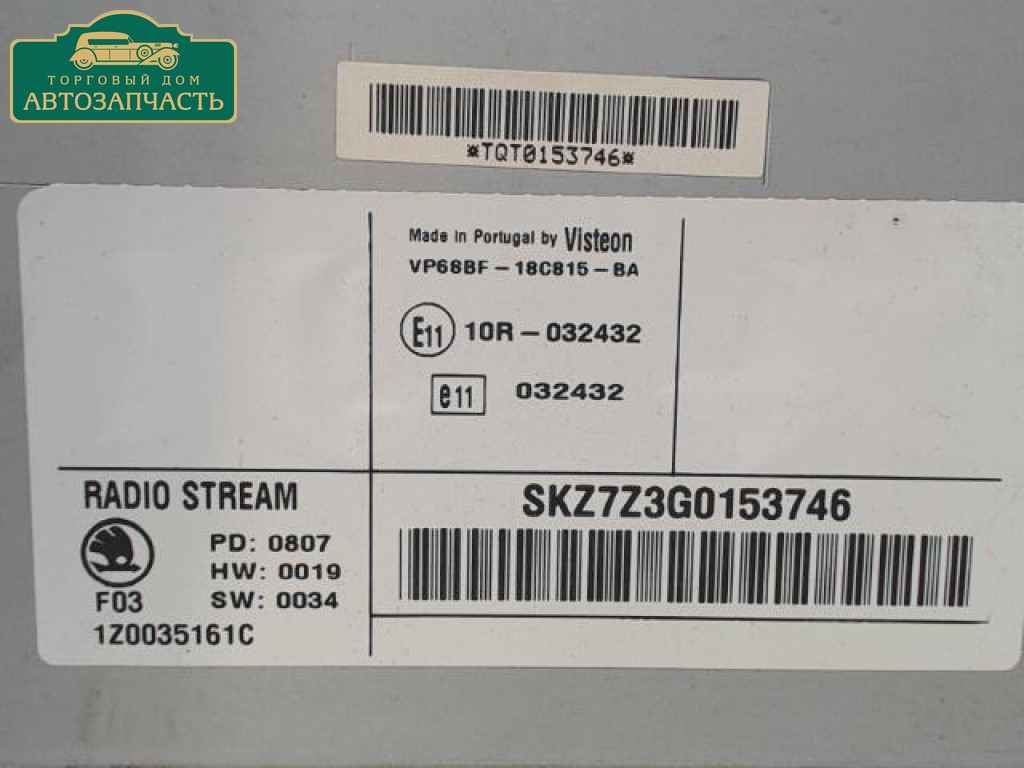 ТОРГОВЫЙ ДОМ
АВТОЗАПЧАСТЬ
*TQT0153746*
Made in Portugal by Visteon
VP6SBF-18C815-BA
E11 10R-032432
e11 032432
RADIO STREAM
PD: 0807
HW: 0019
F03 SW: 0034
1Z0035161C
SKZ7Z3G0153746